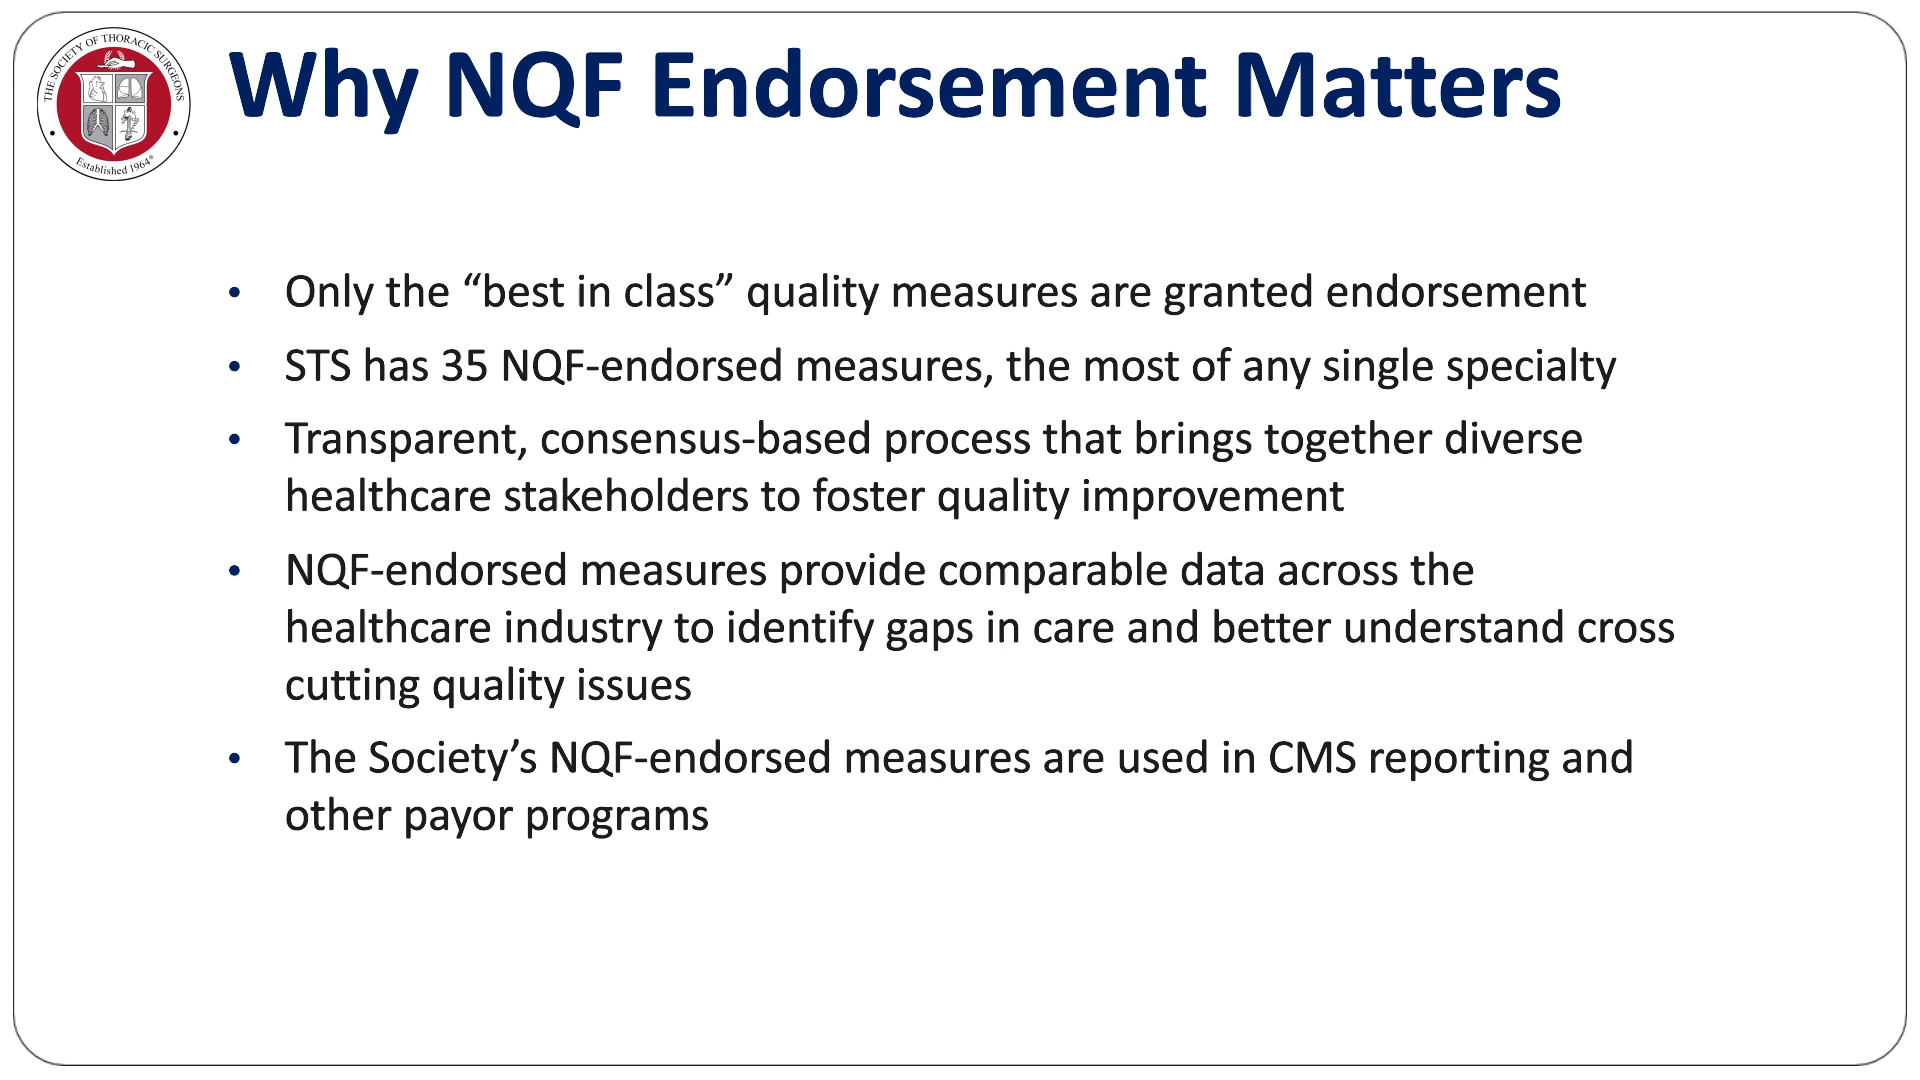 THE SOCIETY OF THORACIC SURGEONS
Established 1964®
Why NQF Endorsement Matters
• Only the “best in class” quality measures are granted endorsement
• STS has 35 NQF-endorsed measures, the most of any single specialty
• Transparent, consensus-based process that brings together diverse
healthcare stakeholders to foster quality improvement
• NQF-endorsed measures provide comparable data across the
healthcare industry to identify gaps in care and better understand cross
cutting quality issues
• The Society’s NQF-endorsed measures are used in CMS reporting and
other payor programs